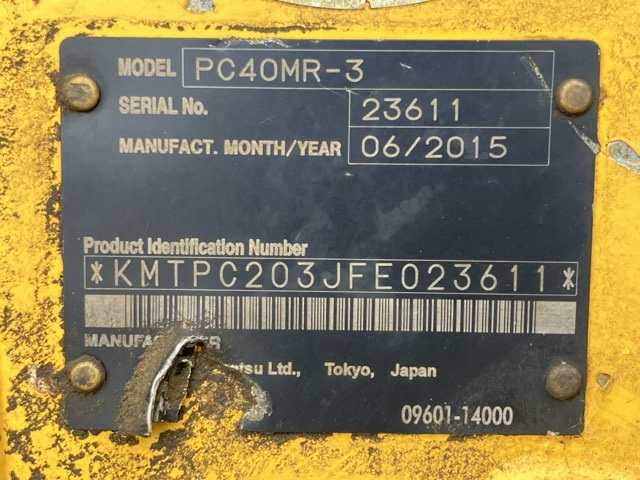 MODEL PC40MR-3
SERIAL No. 23611
MANUFACT. MONTH/YEAR 06/2015
Product Identification Number
*KMTPC203JFE023611*
Ltd., Tokyo, Japan
09601-14000